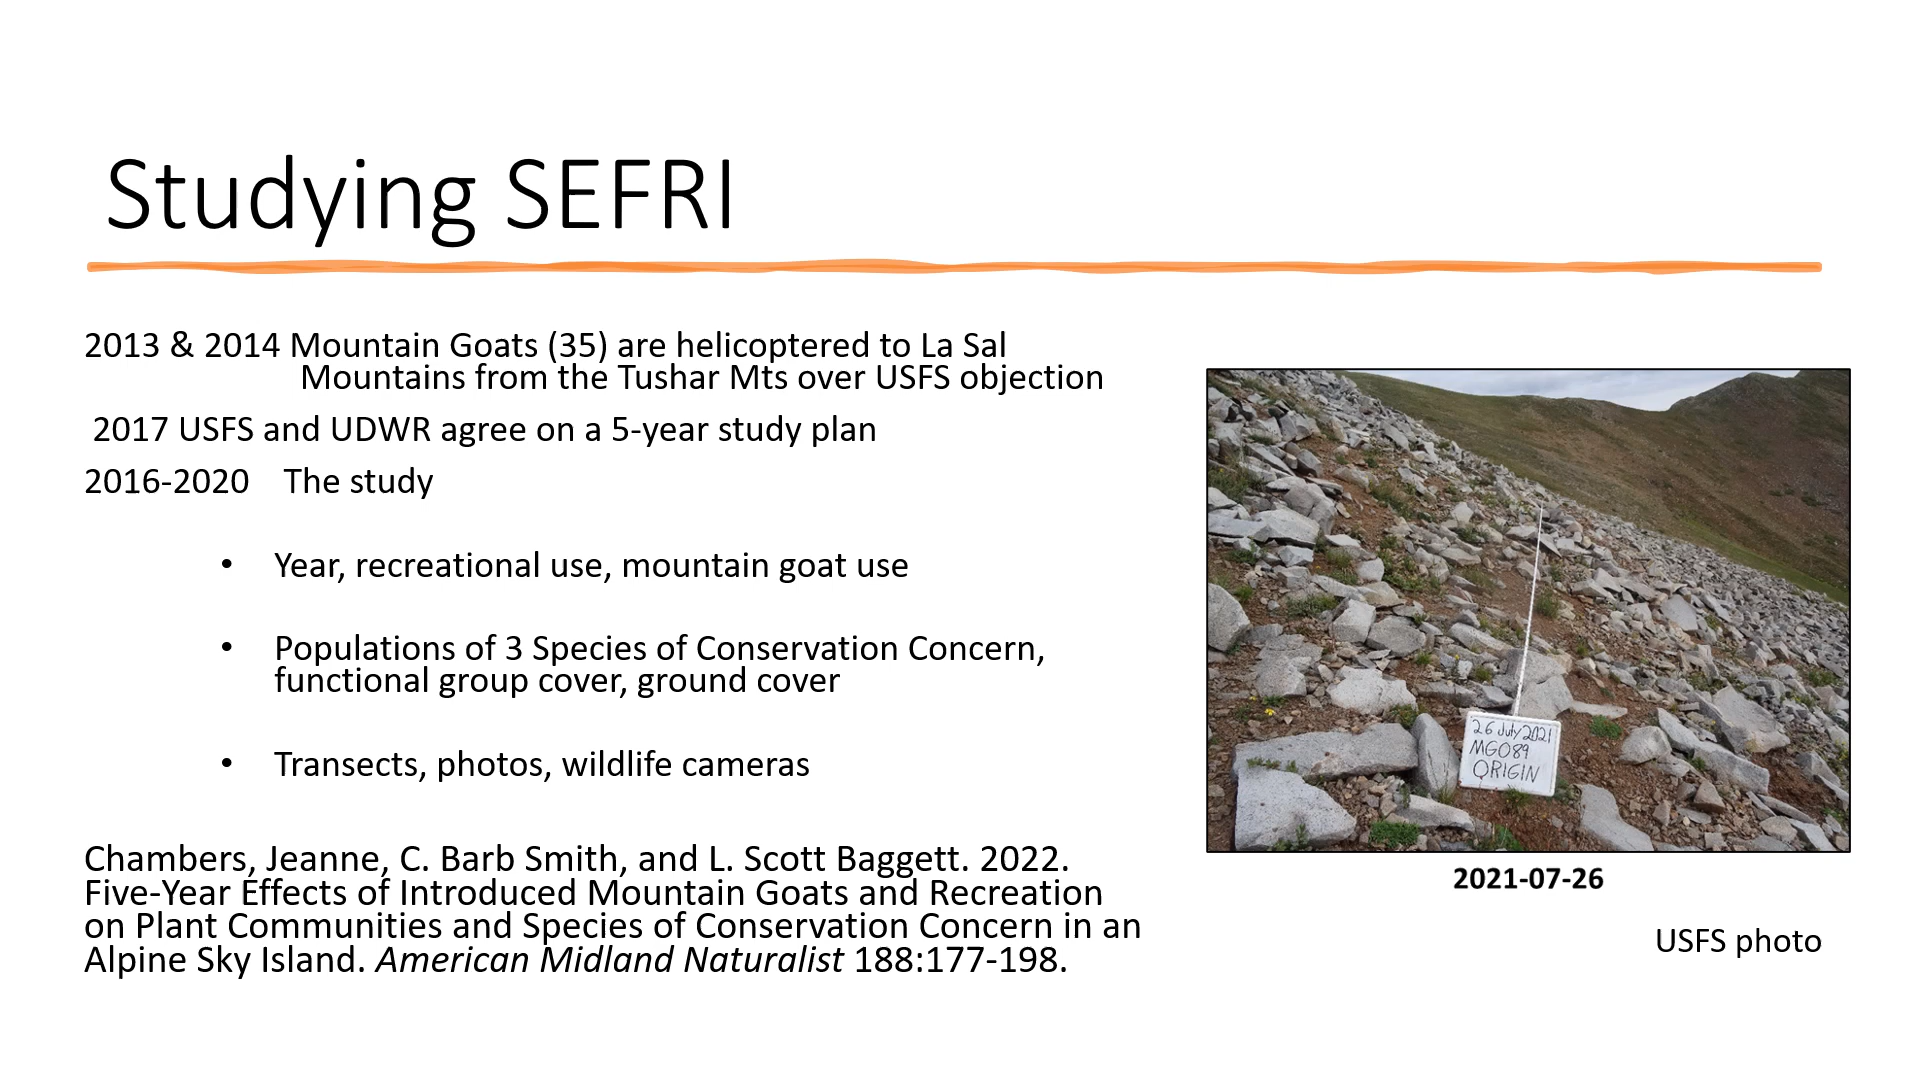 Studying SEFRI
2013 & 2014 Mountain Goats (35) are helicoptered to La Sal
Mountains from the Tushar Mts over USFS objection
2017 USFS and UDWR agree on a 5-year study plan
2016-2020 The study
• Year, recreational use, mountain goat use
• Populations of 3 Species of Conservation Concern,
functional group cover, ground cover
• Transects, photos, wildlife cameras
Chambers, Jeanne, C. Barb Smith, and L. Scott Baggett. 2022.
Five-Year Effects of Introduced Mountain Goats and Recreation
on Plant Communities and Species of Conservation Concern in an
Alpine Sky Island. American Midland Naturalist 188:177-198.
26 July 2021
MG089
ORIGIN
2021-07-26
USFS photo